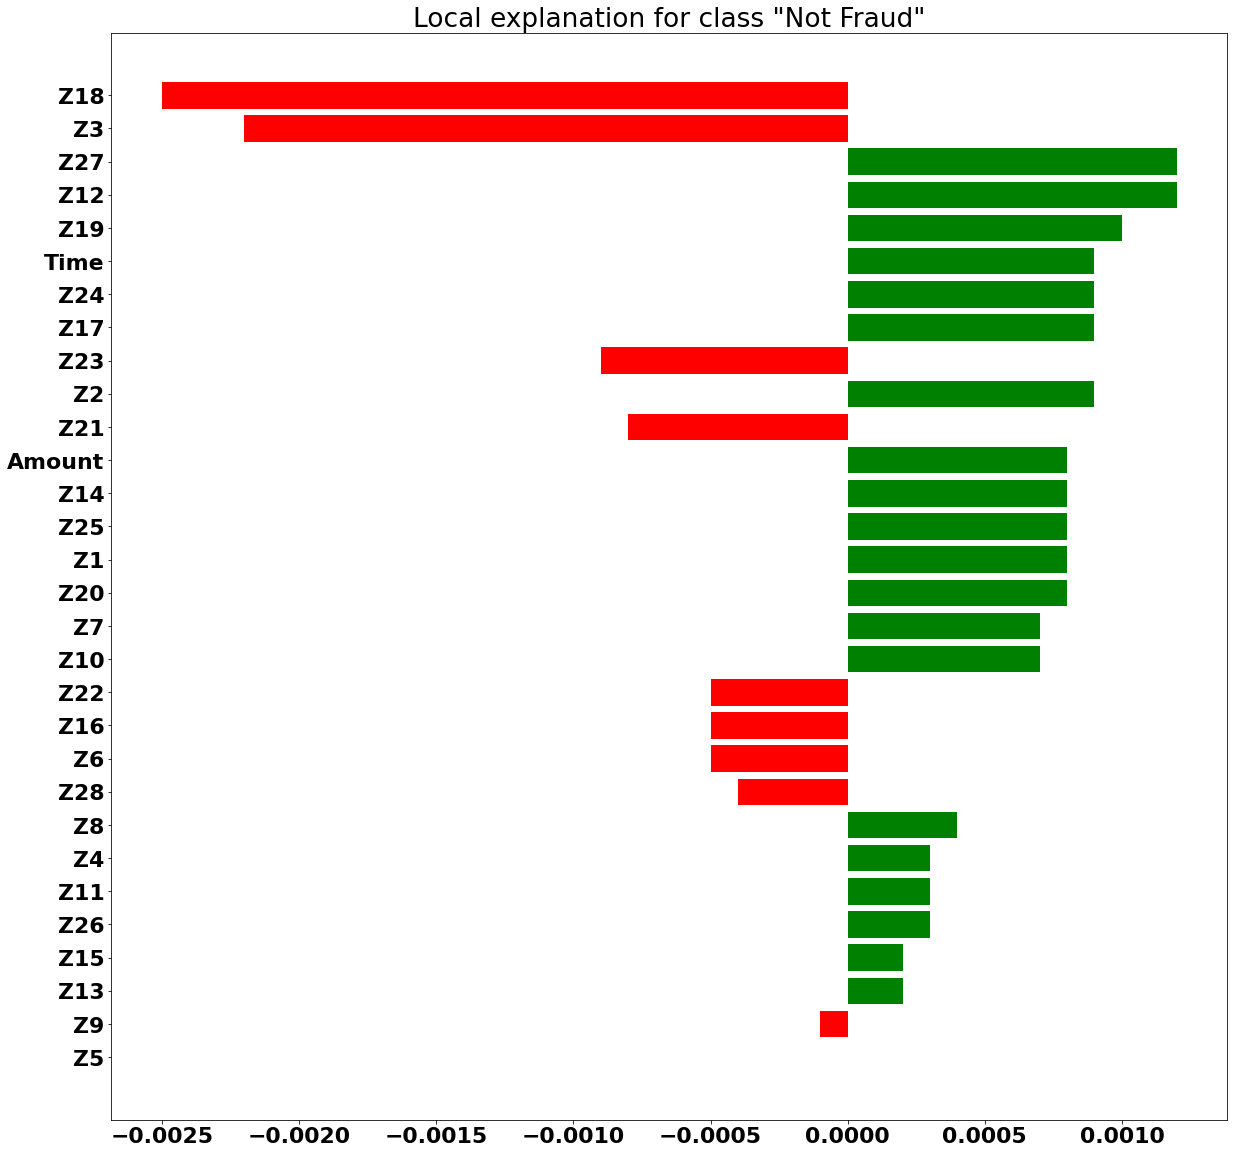 Local explanation for class "Not Fraud"
Z18
Z3
Z27
Z12
Z19
Time
Z24
Z17
Z23
Z2
Z21
Amount
Z14
Z25
Z1
Z20
Z7
Z10
Z22
Z16
Z6
Z28
Z8
Z4
Z11
Z26
Z15
Z13
Z9
Z5
−0.0025 −0.0020 −0.0015 −0.0010 −0.0005 0.0000 0.0005 0.0010